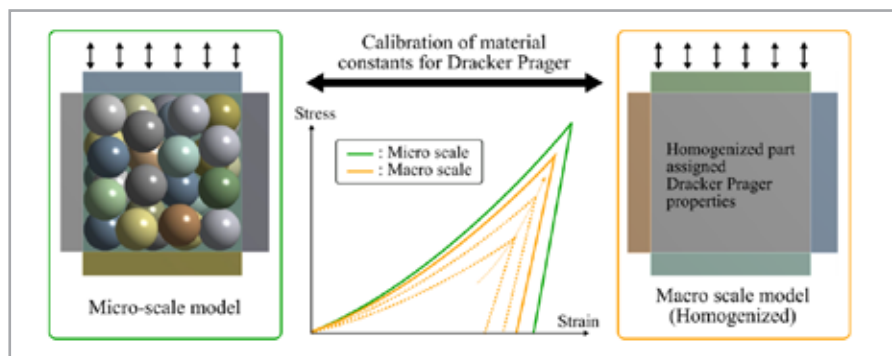 Calibration of material
constants for Dracker Prager
Stress
: Micro scale
: Macro scale
Strain
Micro-scale model
Homogenized part
assigned
Dracker Prager
properties
Macro scale model
(Homogenized)